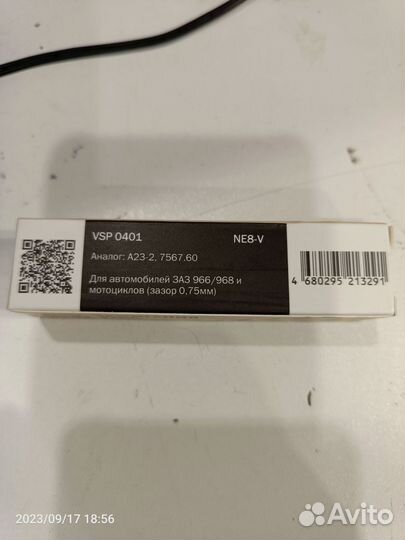 VSP 0401 NE8-V
Аналог: А23-2, 7567.60
Для автомобилей ЗАЗ 966/968 и
мотоциклов (зазор 0,75мм)
4 680295 213291
2023/09/17 18:56
Avito